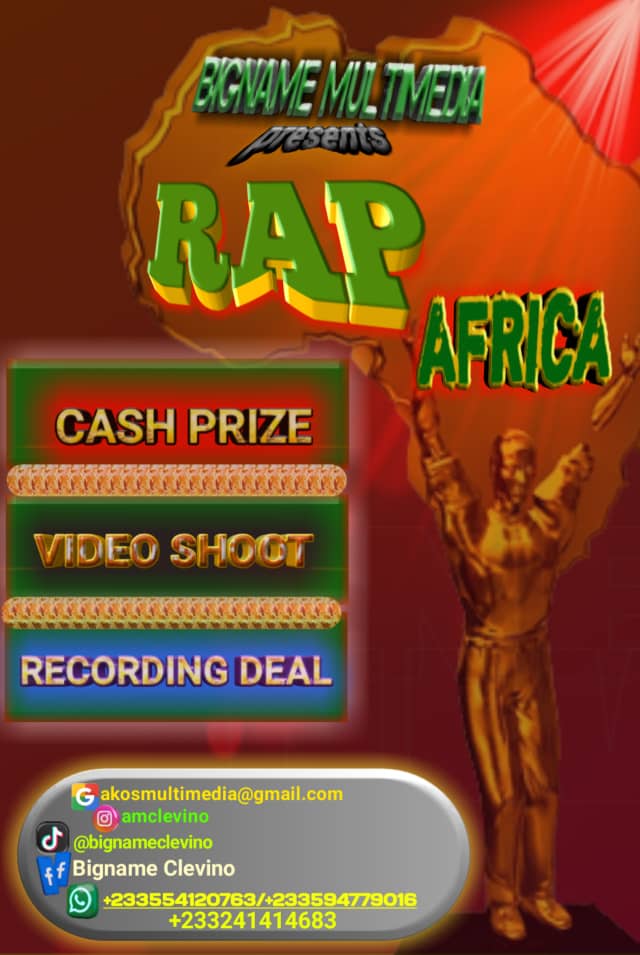 BIGNAME MULTIMEDIA
presents
RAP
AFRICA
CASH PRIZE
VIDEO SHOOT
RECORDING DEAL
akosmultimedia@gmail.com
amclevino
@bignameclevino
Bigname Clevino
+233554120763/+233594779016
+233241414683